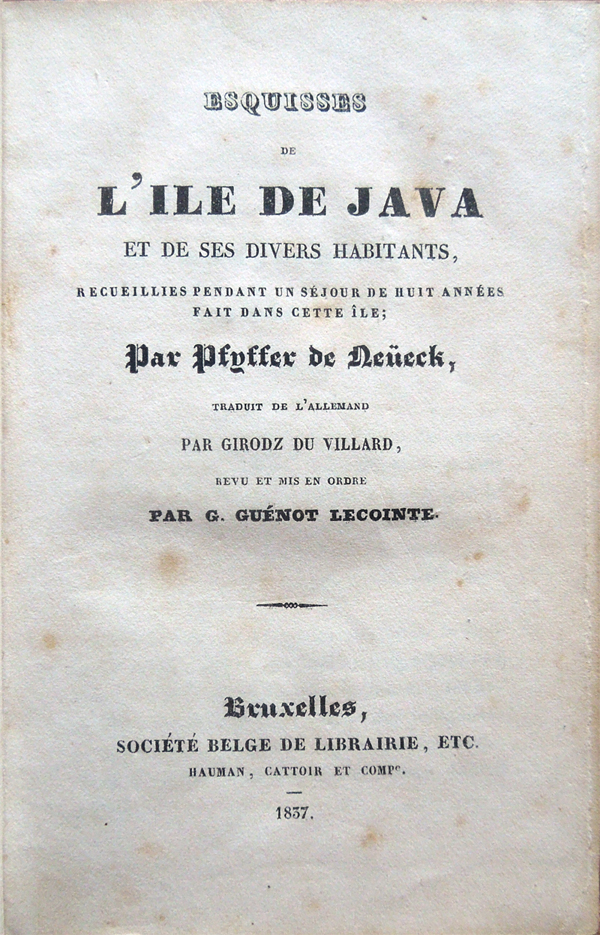 ESQUISSES
DE
L'ILE DE JAVA
ET DE SES DIVERS HABITANTS,
RECUEILLIES PENDANT UN SÉJOUR DE HUIT ANNÉES
FAIT DANS CETTE ÎLE;
Par Pfyffer de Neüeck,
TRADUIT DE L'ALLEMAND
PAR GIRODZ DU VILLARD,
REVU ET MIS EN ORDRE
PAR G. GUÉNOT LECOINTE.
Bruxelles,
SOCIÉTÉ BELGE DE LIBRAIRIE, ETC.
HAUMAN, CATTOIR ET COMPe.
1837.